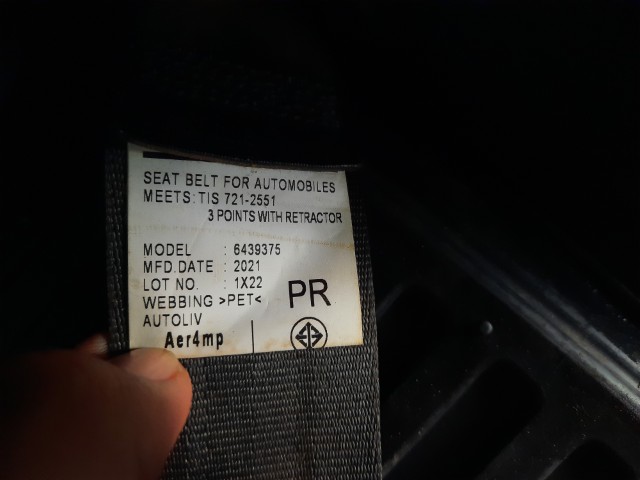 SEAT BELT FOR AUTOMOBILES
MEETS: TIS 721-2551
3 POINTS WITH RETRACTOR
MODEL : 6439375
MFD.DATE : 2021
LOT NO. : 1X22
WEBBING >PET<
PR
AUTOLIV
Aer4mp